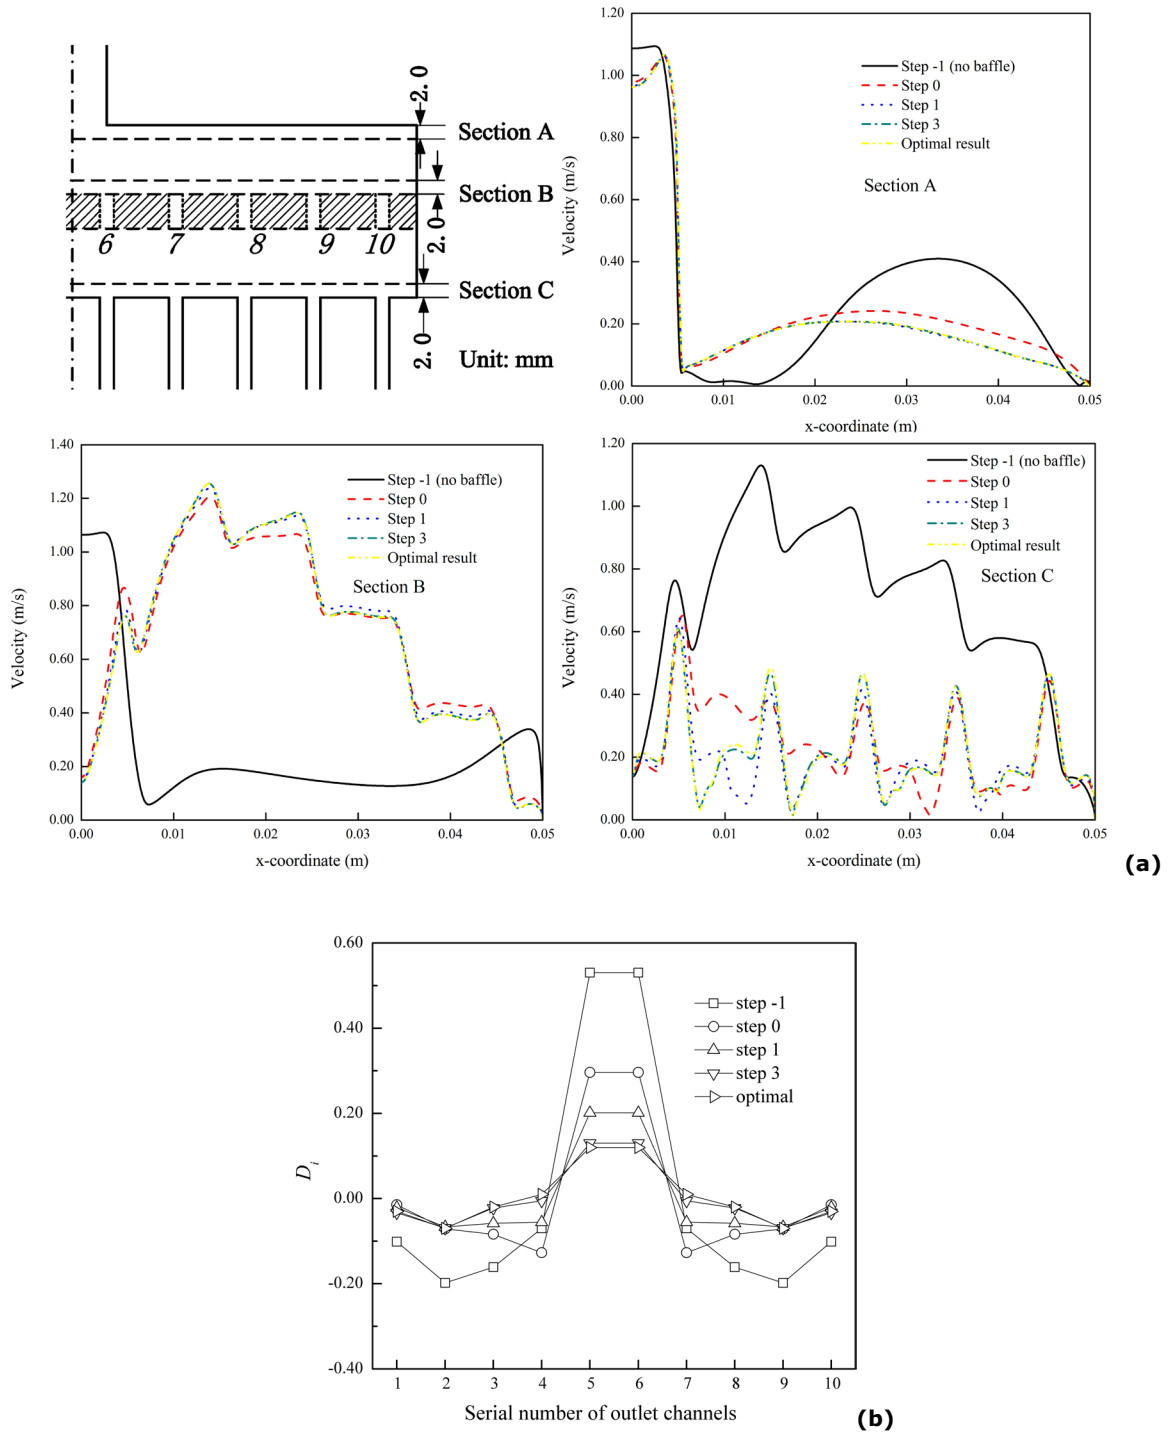 2.0
Section A
Section B
6 7 8 9 10
2.0
Section C
2.0
Unit: mm
1.20
1.00
0.80
0.60
0.40
0.20
0.00
Velocity (m/s)
Step -1 (no baffle)
Step 0
Step 1
Step 3
Optimal result
Section A
0.00 0.01 0.02 0.03 0.04 0.05
x-coordinate (m)
1.40
1.20
1.00
0.80
0.60
0.40
0.20
0.00
Velocity (m/s)
Step -1 (no baffle)
Step 0
Step 1
Step 3
Optimal result
Section B
0.00 0.01 0.02 0.03 0.04 0.05
x-coordinate (m)
1.20
1.00
0.80
0.60
0.40
0.20
0.00
Velocity (m/s)
Step -1 (no baffle)
Step 0
Step 1
Step 3
Optimal result
Section C
0.00 0.01 0.02 0.03 0.04 0.05
x-coordinate (m)
(a)
0.60
0.40
0.20
0.00
-0.20
-0.40
D_i
step -1
step 0
step 1
step 3
optimal
1 2 3 4 5 6 7 8 9 10
Serial number of outlet channels
(b)